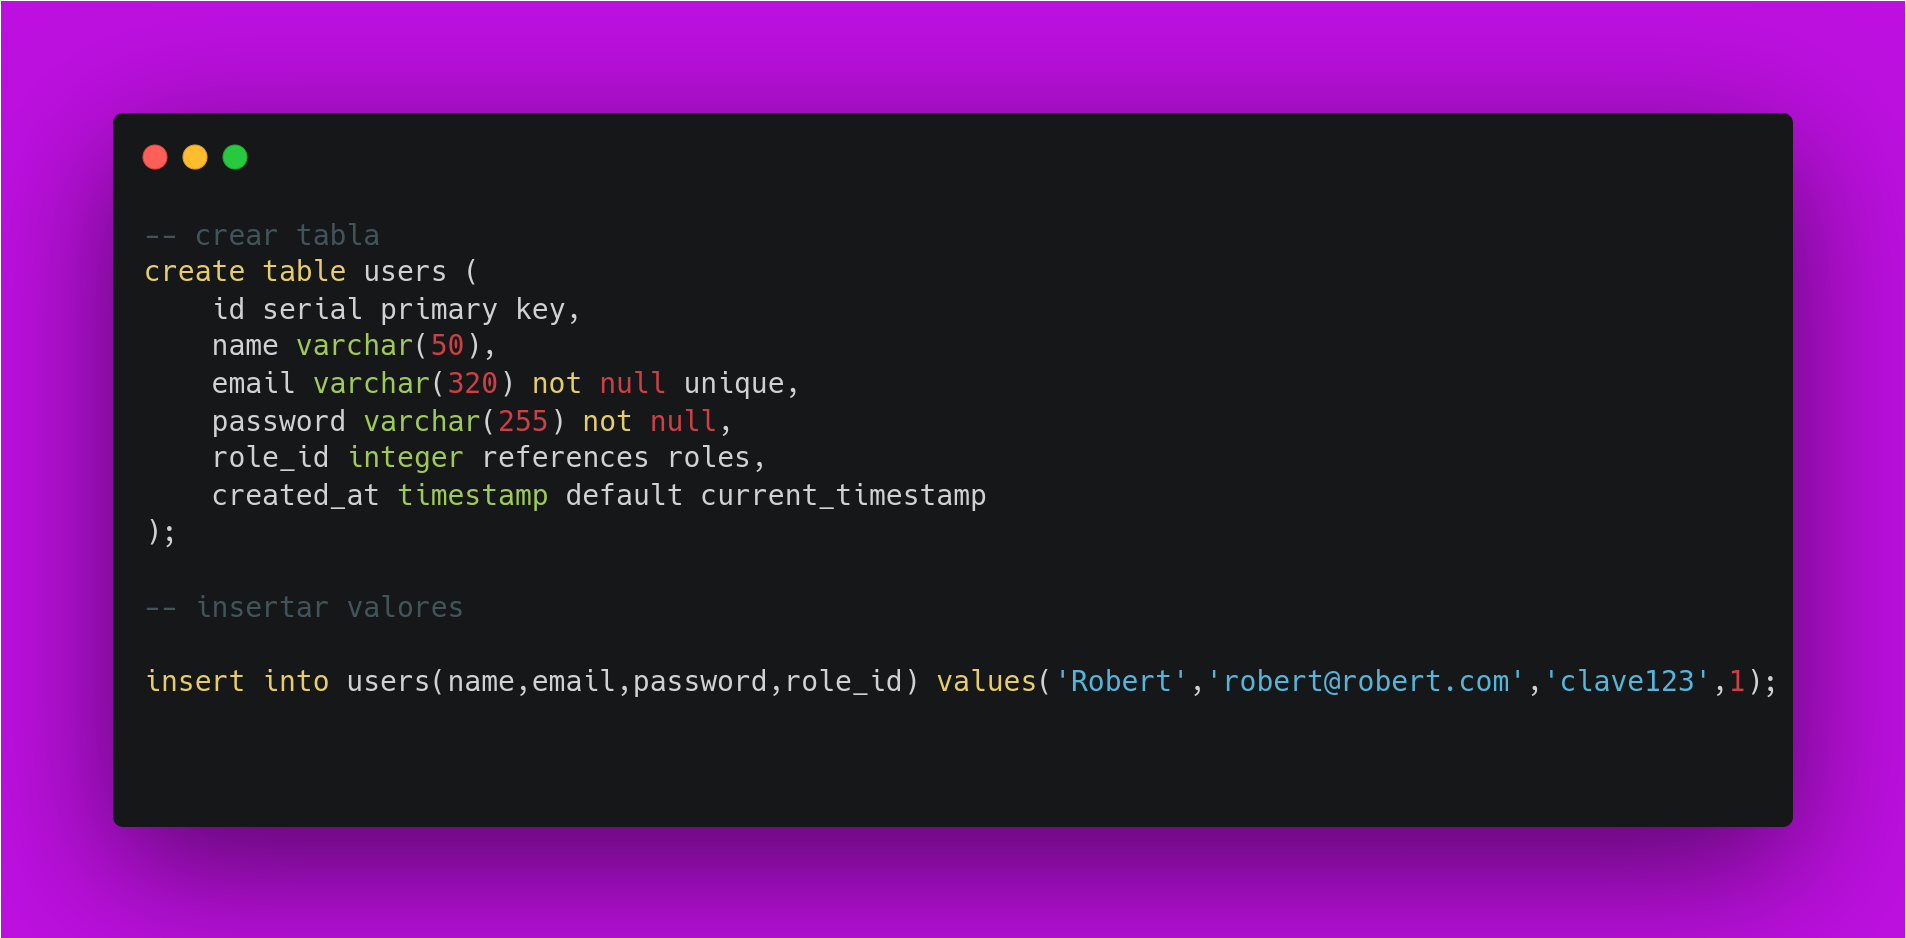 -- crear tabla
create table users (
    id serial primary key,
    name varchar(50),
    email varchar(320) not null unique,
    password varchar(255) not null,
    role_id integer references roles,
    created_at timestamp default current_timestamp
);
-- insertar valores
insert into users(name,email,password,role_id) values('Robert','robert@robert.com','clave123',1);